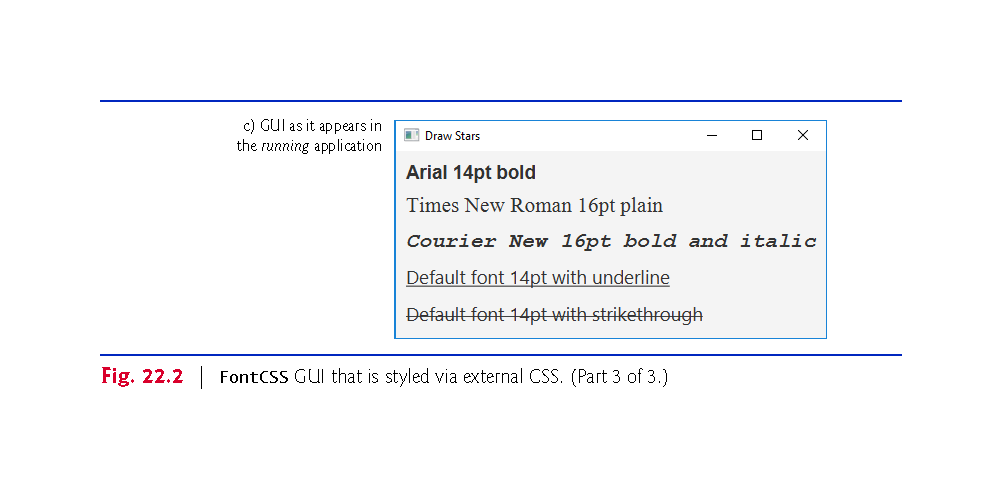 c) GUI as it appears in
the running application
Draw Stars
Arial 14pt bold
Times New Roman 16pt plain
Courier New 16pt bold and italic
Default font 14pt with underline
Default font 14pt with strikethrough
Fig. 22.2 | FontCSS GUI that is styled via external CSS. (Part 3 of 3.)